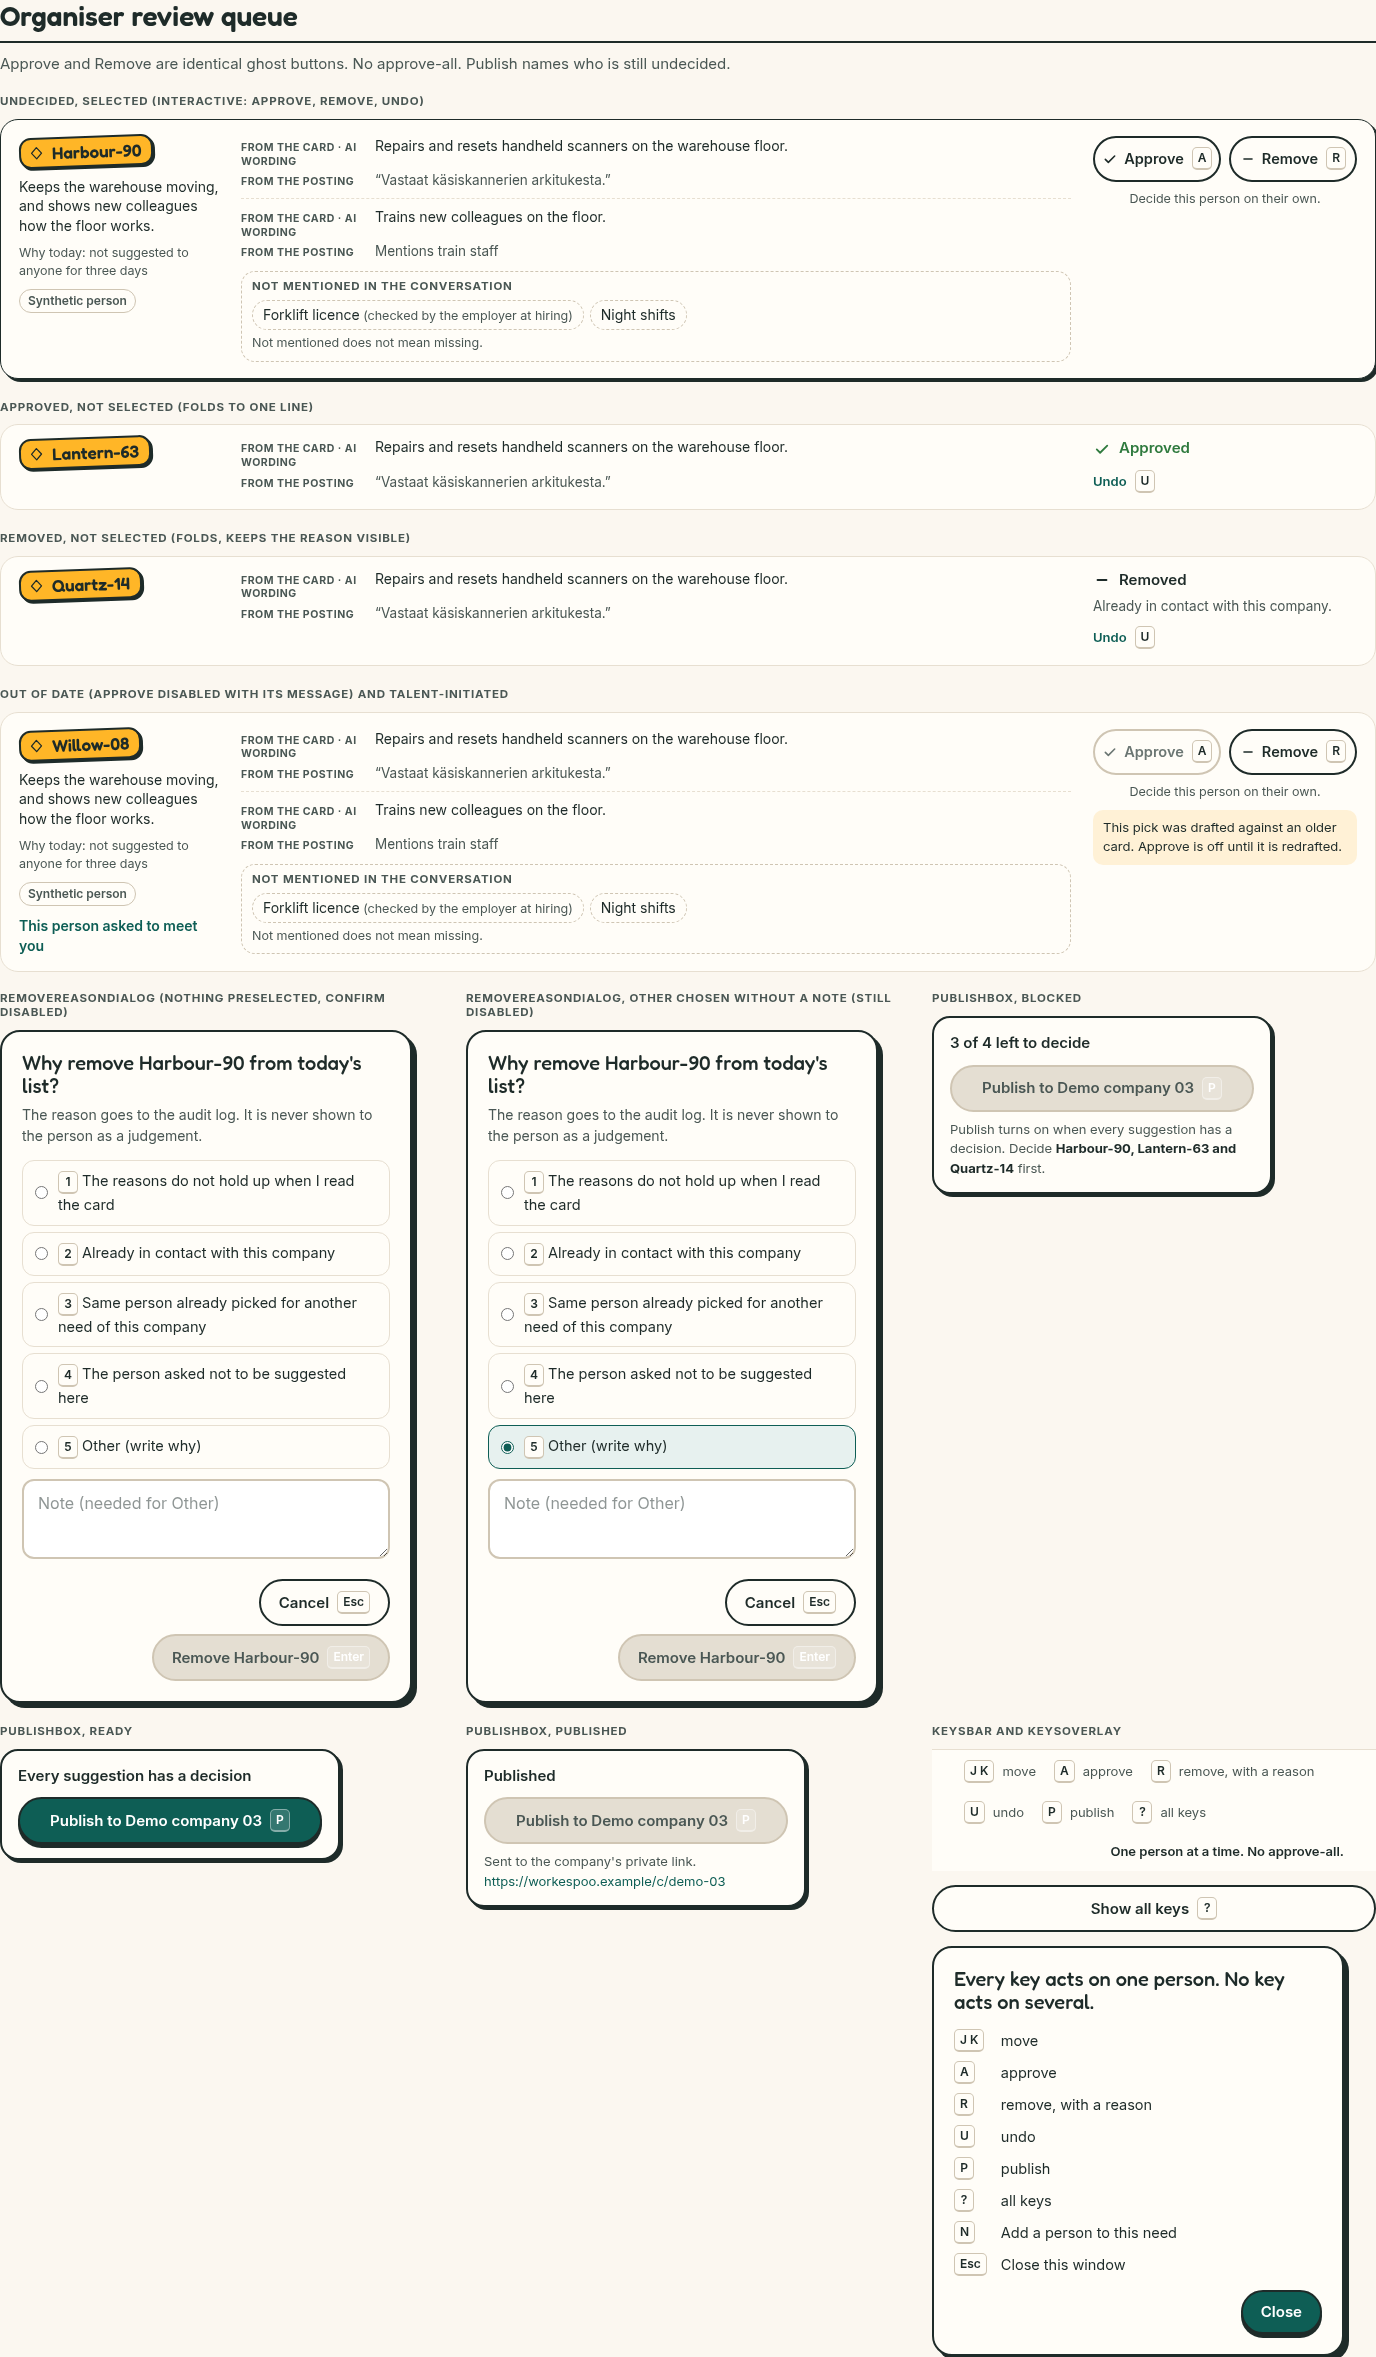 Organiser review queue
Approve and Remove are identical ghost buttons. No approve-all. Publish names who is still undecided.
UNDECIDED, SELECTED (INTERACTIVE: APPROVE, REMOVE, UNDO)
Harbour-90
Keeps the warehouse moving,
and shows new colleagues
how the floor works.
Why today: not suggested to
anyone for three days
Synthetic person
FROM THE CARD · AI
WORDING
Repairs and resets handheld scanners on the warehouse floor.
FROM THE POSTING
“Vastaat käsiskannerien arkitukesta.”
FROM THE CARD · AI
WORDING
Trains new colleagues on the floor.
FROM THE POSTING
Mentions train staff
NOT MENTIONED IN THE CONVERSATION
Forklift licence (checked by the employer at hiring)
Night shifts
Not mentioned does not mean missing.
Approve A
Remove R
Decide this person on their own.
APPROVED, NOT SELECTED (FOLDS TO ONE LINE)
Lantern-63
FROM THE CARD · AI
WORDING
Repairs and resets handheld scanners on the warehouse floor.
FROM THE POSTING
“Vastaat käsiskannerien arkitukesta.”
Approved
Undo U
REMOVED, NOT SELECTED (FOLDS, KEEPS THE REASON VISIBLE)
Quartz-14
FROM THE CARD · AI
WORDING
Repairs and resets handheld scanners on the warehouse floor.
FROM THE POSTING
“Vastaat käsiskannerien arkitukesta.”
Removed
Already in contact with this company.
Undo U
OUT OF DATE (APPROVE DISABLED WITH ITS MESSAGE) AND TALENT-INITIATED
Willow-08
Keeps the warehouse moving,
and shows new colleagues
how the floor works.
Why today: not suggested to
anyone for three days
Synthetic person
This person asked to meet
you
FROM THE CARD · AI
WORDING
Repairs and resets handheld scanners on the warehouse floor.
FROM THE POSTING
“Vastaat käsiskannerien arkitukesta.”
FROM THE CARD · AI
WORDING
Trains new colleagues on the floor.
FROM THE POSTING
Mentions train staff
NOT MENTIONED IN THE CONVERSATION
Forklift licence (checked by the employer at hiring)
Night shifts
Not mentioned does not mean missing.
Approve A
Remove R
Decide this person on their own.
This pick was drafted against an older
card. Approve is off until it is redrafted.
REMOVEREASONDIALOG (NOTHING PRESELECTED, CONFIRM
DISABLED)
Why remove Harbour-90 from today's
list?
The reason goes to the audit log. It is never shown to
the person as a judgement.
1 The reasons do not hold up when I read
the card
2 Already in contact with this company
3 Same person already picked for another
need of this company
4 The person asked not to be suggested
here
5 Other (write why)
Note (needed for Other)
Cancel Esc
Remove Harbour-90 Enter
REMOVEREASONDIALOG, OTHER CHOSEN WITHOUT A NOTE (STILL
DISABLED)
Why remove Harbour-90 from today's
list?
The reason goes to the audit log. It is never shown to
the person as a judgement.
1 The reasons do not hold up when I read
the card
2 Already in contact with this company
3 Same person already picked for another
need of this company
4 The person asked not to be suggested
here
5 Other (write why)
Note (needed for Other)
Cancel Esc
Remove Harbour-90 Enter
PUBLISHBOX, BLOCKED
3 of 4 left to decide
Publish to Demo company 03 P
Publish turns on when every suggestion has a
decision. Decide Harbour-90, Lantern-63 and
Quartz-14 first.
PUBLISHBOX, READY
Every suggestion has a decision
Publish to Demo company 03 P
PUBLISHBOX, PUBLISHED
Published
Publish to Demo company 03 P
Sent to the company's private link.
https://workespoo.example/c/demo-03
KEYSBAR AND KEYSOVERLAY
J K move A approve R remove, with a reason
U undo P publish ? all keys
One person at a time. No approve-all.
Show all keys ?
Every key acts on one person. No key
acts on several.
J K move
A approve
R remove, with a reason
U undo
P publish
? all keys
N Add a person to this need
Esc Close this window
Close